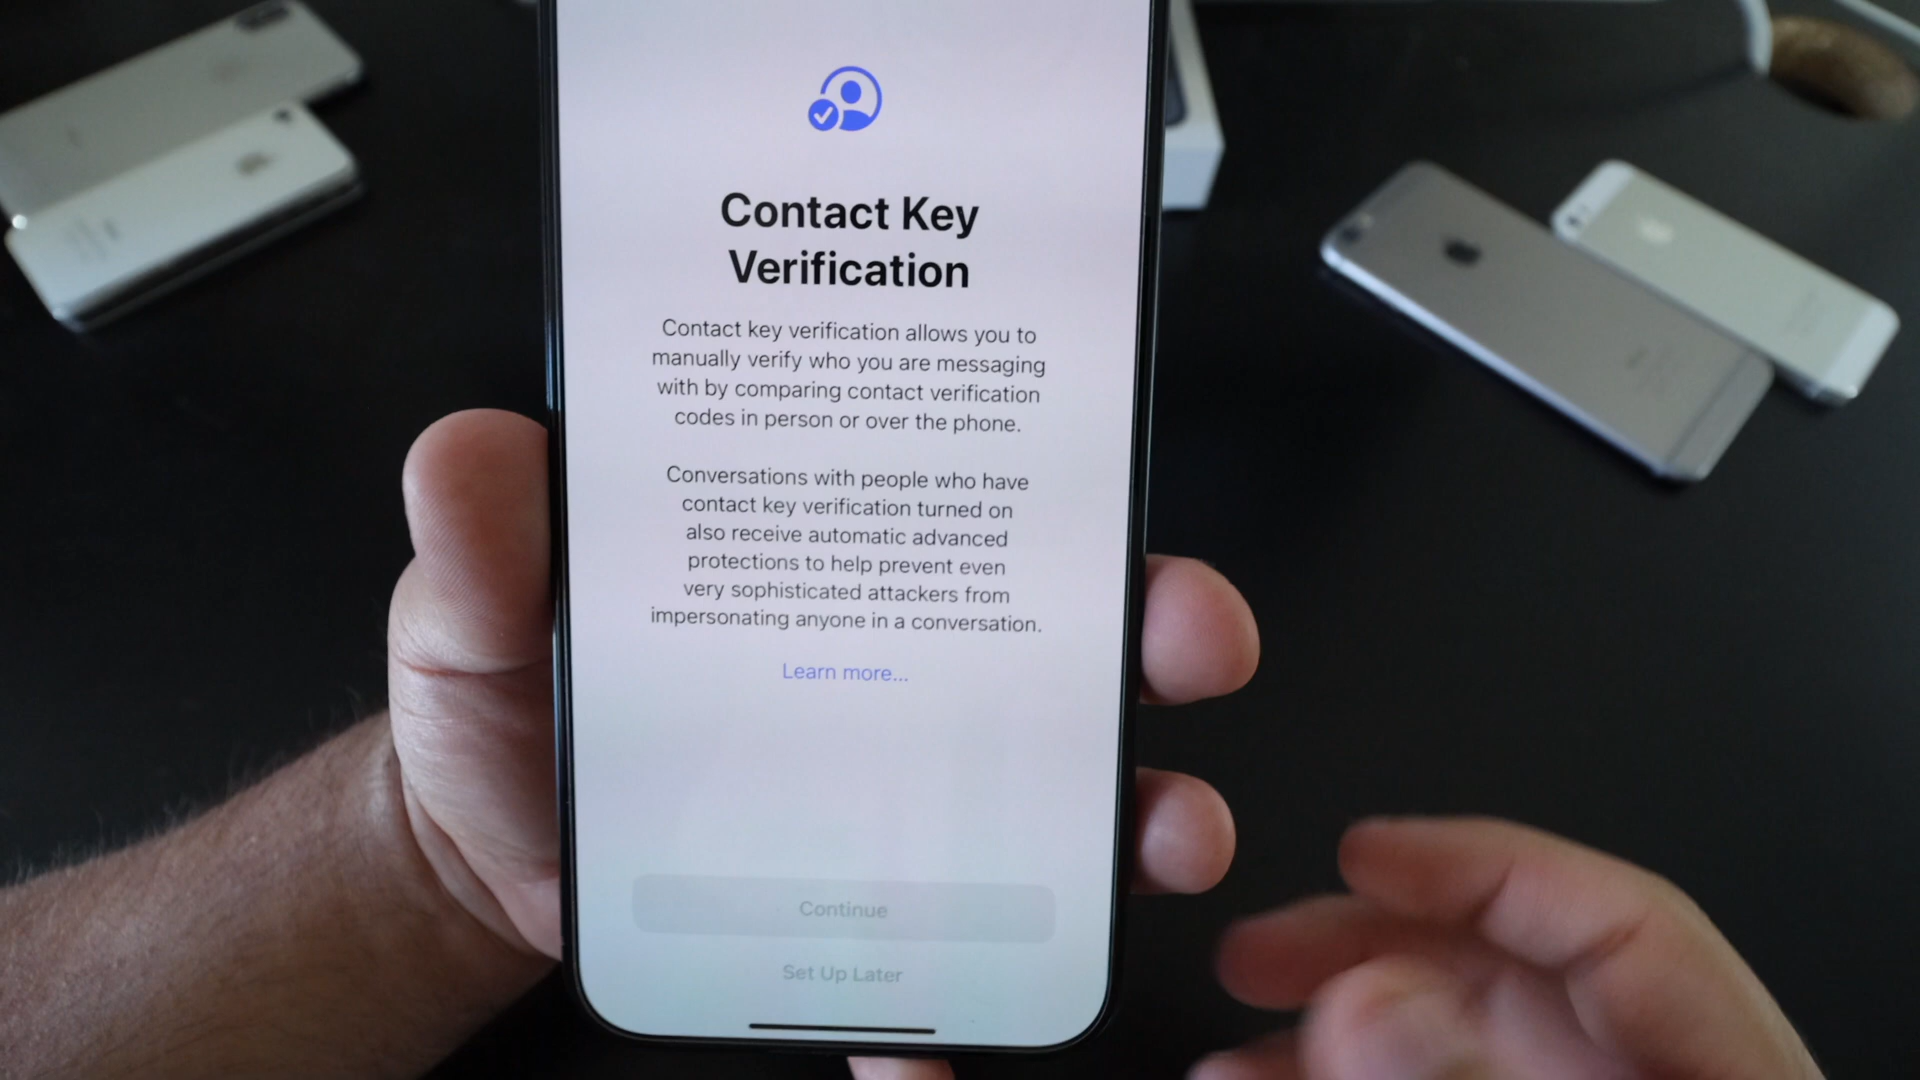 Contact Key
Verification
Contact key verification allows you to
manually verify who you are messaging
with by comparing contact verification
codes in person or over the phone.
Conversations with people who have
contact key verification turned on
also receive automatic advanced
protections to help prevent even
very sophisticated attackers from
impersonating anyone in a conversation.
Learn more...
Continue
Set Up Later